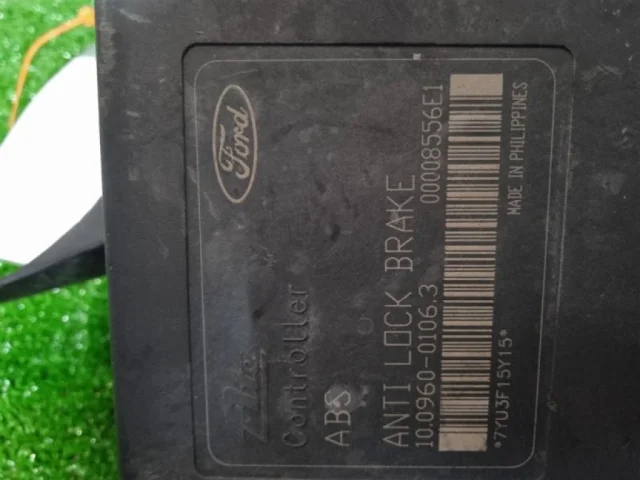 Ford
Controller
ABS
ANTI LOCK BRAKE
10.0960-0106.3 00008556E1
*7YU3F15Y15*
MADE IN PHILIPPINES